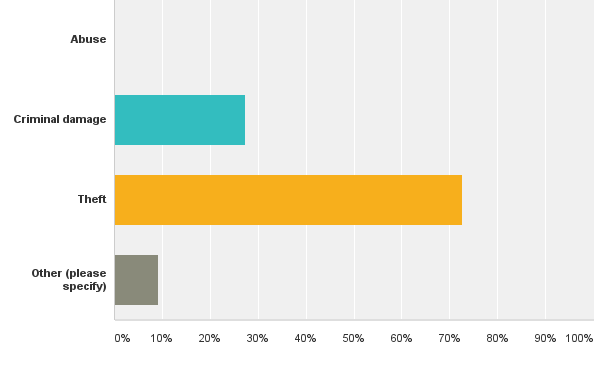 Abuse
Criminal damage
Theft
Other (please
specify)
0% 10% 20% 30% 40% 50% 60% 70% 80% 90% 100%